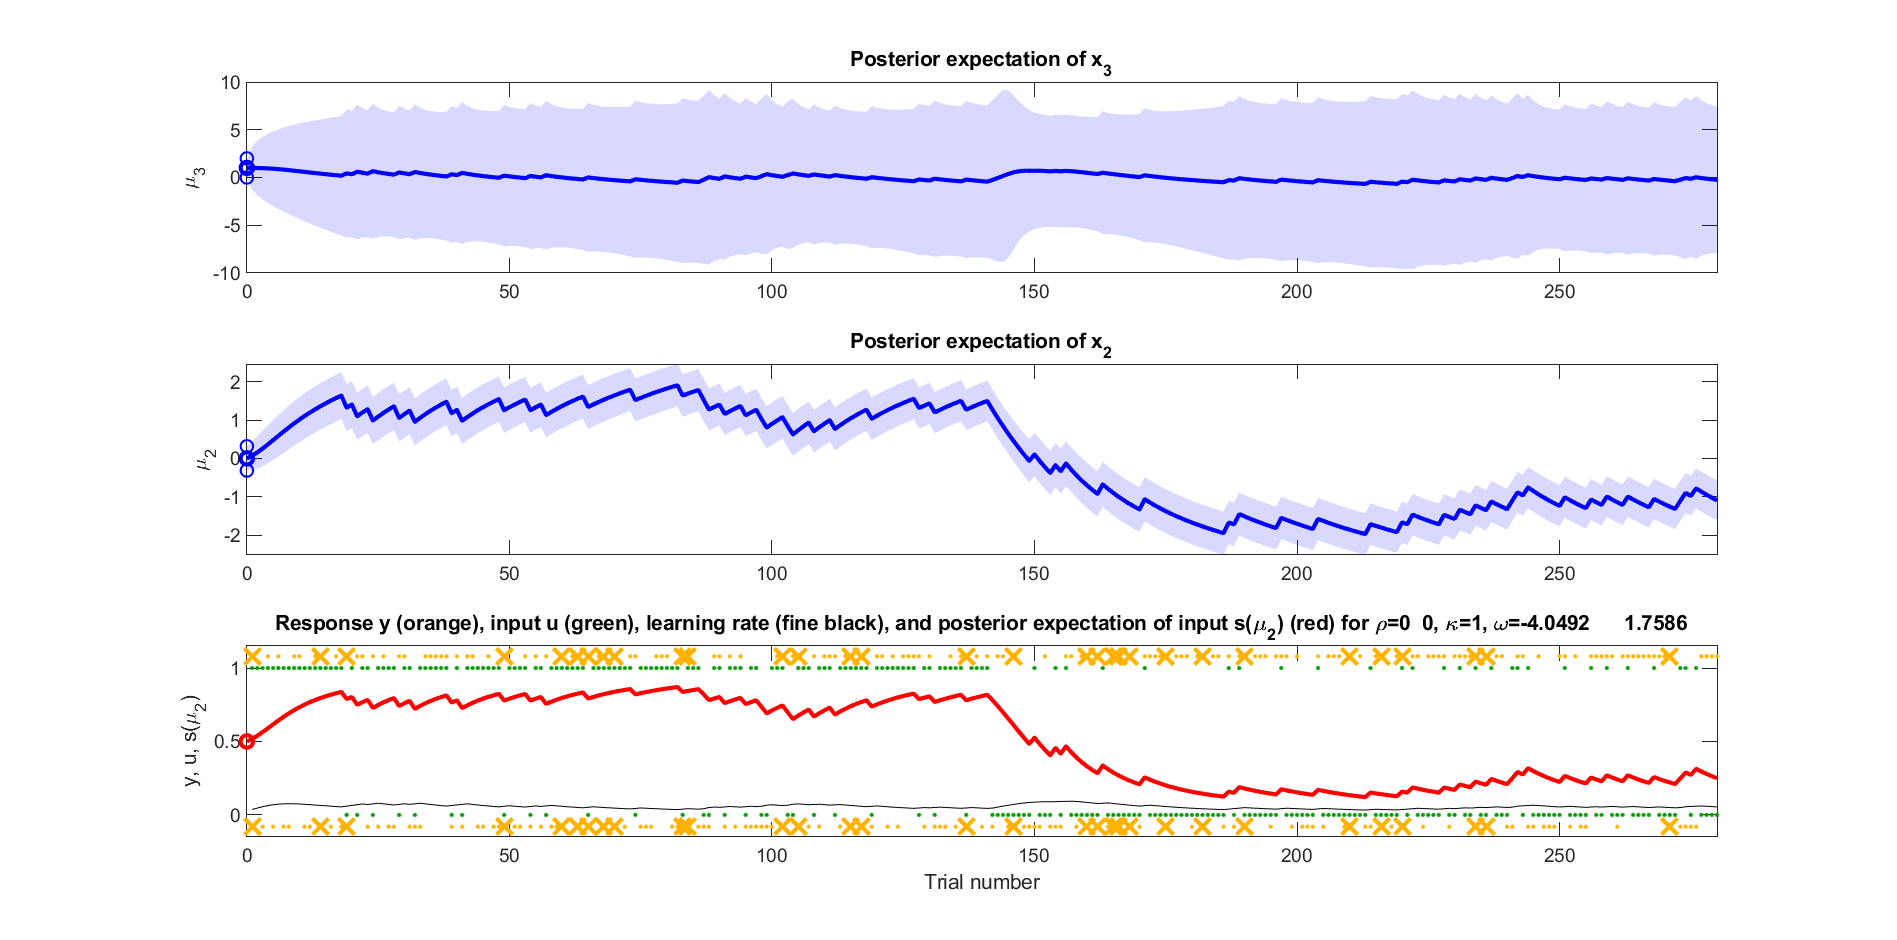 Posterior expectation of x3
10
5
0
-5
-10
μ3
0 50 100 150 200 250
Posterior expectation of x2
2
1
0
-1
-2
μ2
0 50 100 150 200 250
Response y (orange), input u (green), learning rate (fine black), and posterior expectation of input s(μ2) (red) for ρ=0 0, κ=1, ω=-4.0492 1.7586
1
0.5
0
y, u, s(μ2)
0 50 100 150 200 250
Trial number